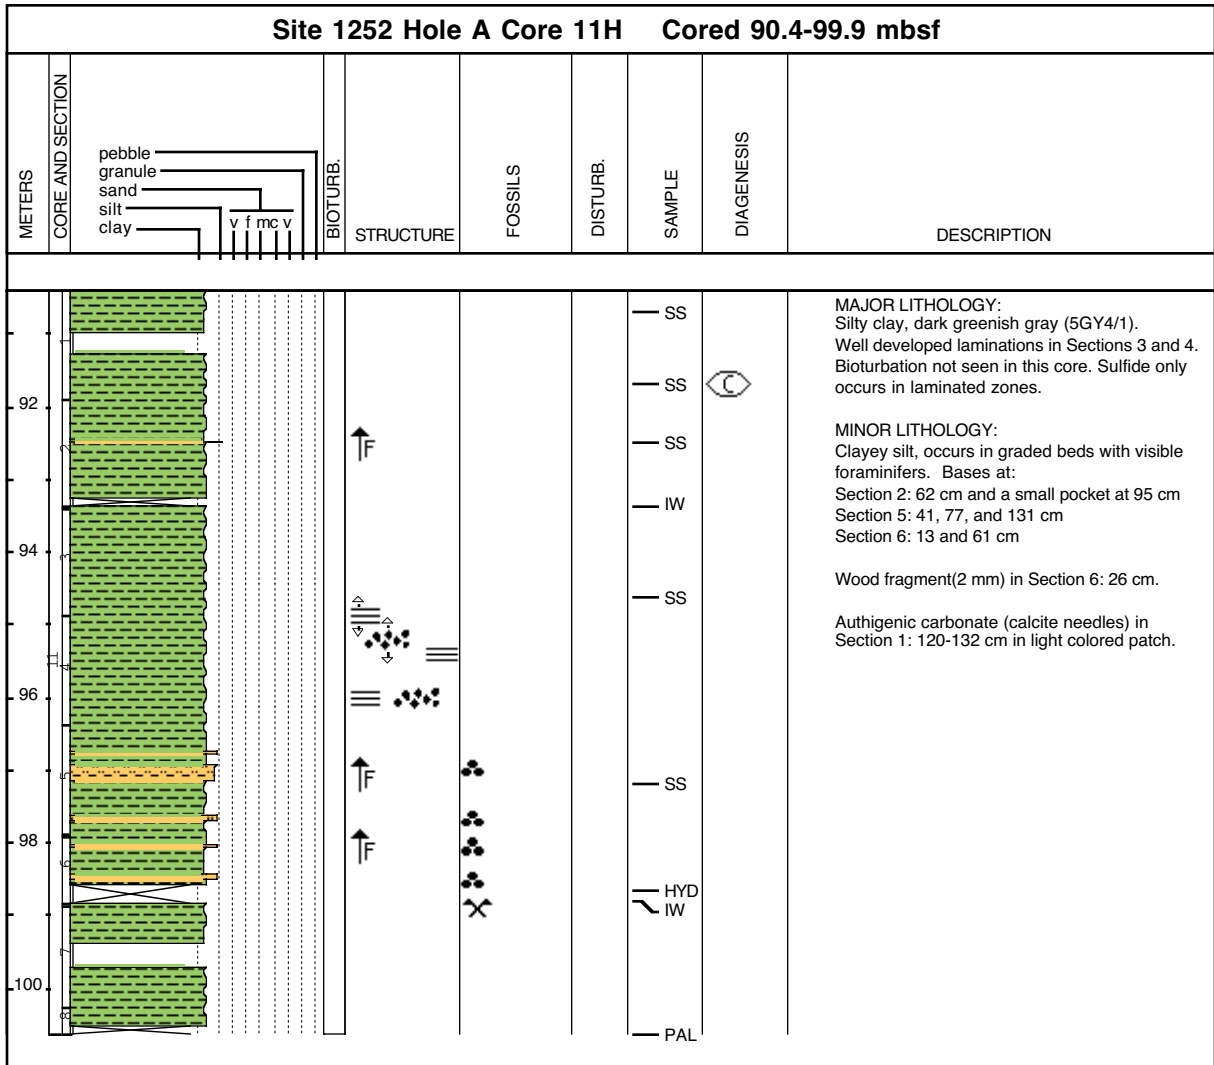 Site 1252 Hole A Core 11H Cored 90.4-99.9 mbsf
METERS
CORE AND SECTION
pebble
granule
sand
silt
clay
v f mc v
BIOTURB.
STRUCTURE
FOSSILS
DISTURB.
SAMPLE
DIAGENESIS
DESCRIPTION
92
94
96
98
100
11
1
2
3
4
5
6
7
8
F
F
F
SS
SS
SS
IW
SS
SS
HYD
IW
PAL
C
MAJOR LITHOLOGY:
Silty clay, dark greenish gray (5GY4/1).
Well developed laminations in Sections 3 and 4.
Bioturbation not seen in this core. Sulfide only
occurs in laminated zones.
MINOR LITHOLOGY:
Clayey silt, occurs in graded beds with visible
foraminifers. Bases at:
Section 2: 62 cm and a small pocket at 95 cm
Section 5: 41, 77, and 131 cm
Section 6: 13 and 61 cm
Wood fragment(2 mm) in Section 6: 26 cm.
Authigenic carbonate (calcite needles) in
Section 1: 120-132 cm in light colored patch.